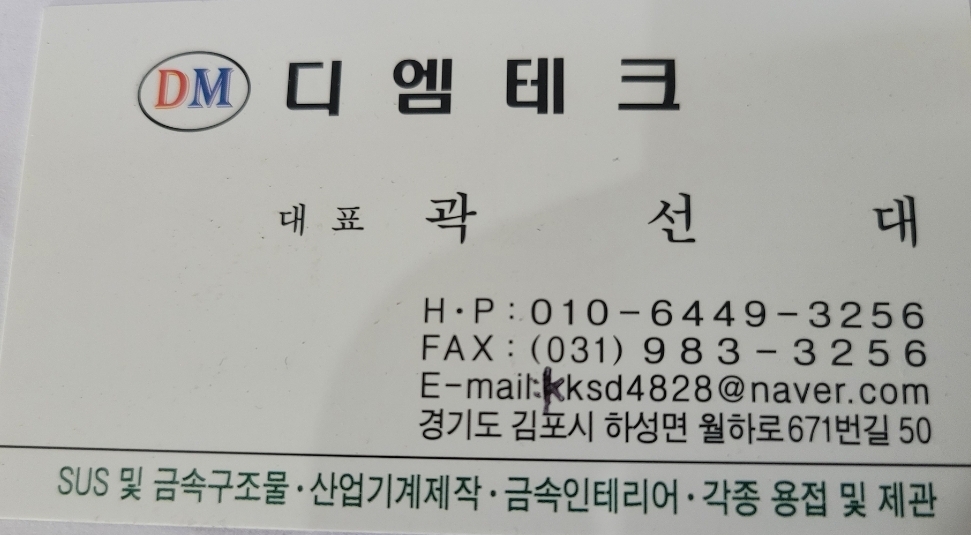 DM 디엠테크
대표 곽선대
H·P : 010-6449-3256
FAX : (031) 983-3256
E-mail:kksd4828@naver.com
경기도 김포시 하성면 월하로671번길 50
SUS 및 금속구조물·산업기계제작·금속인테리어·각종 용접 및 제관